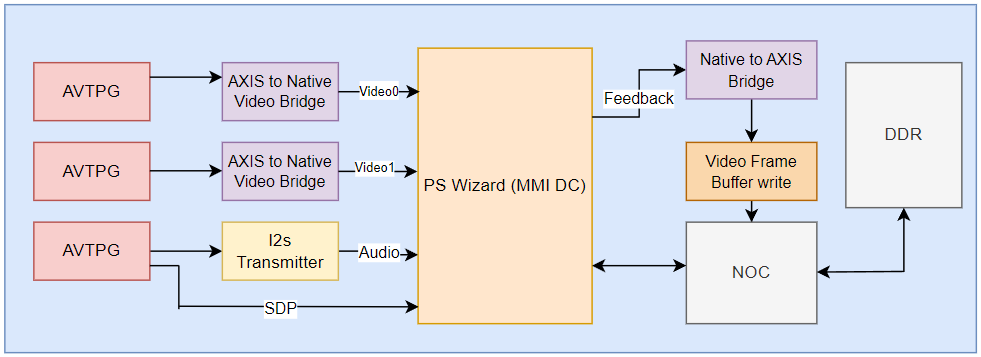 AVTPG
AXIS to Native
Video Bridge
Video0
AVTPG
AXIS to Native
Video Bridge
Video1
AVTPG
I2s
Transmitter
Audio
SDP
PS Wizard (MMI DC)
Feedback
Native to AXIS
Bridge
Video Frame
Buffer write
NOC
DDR